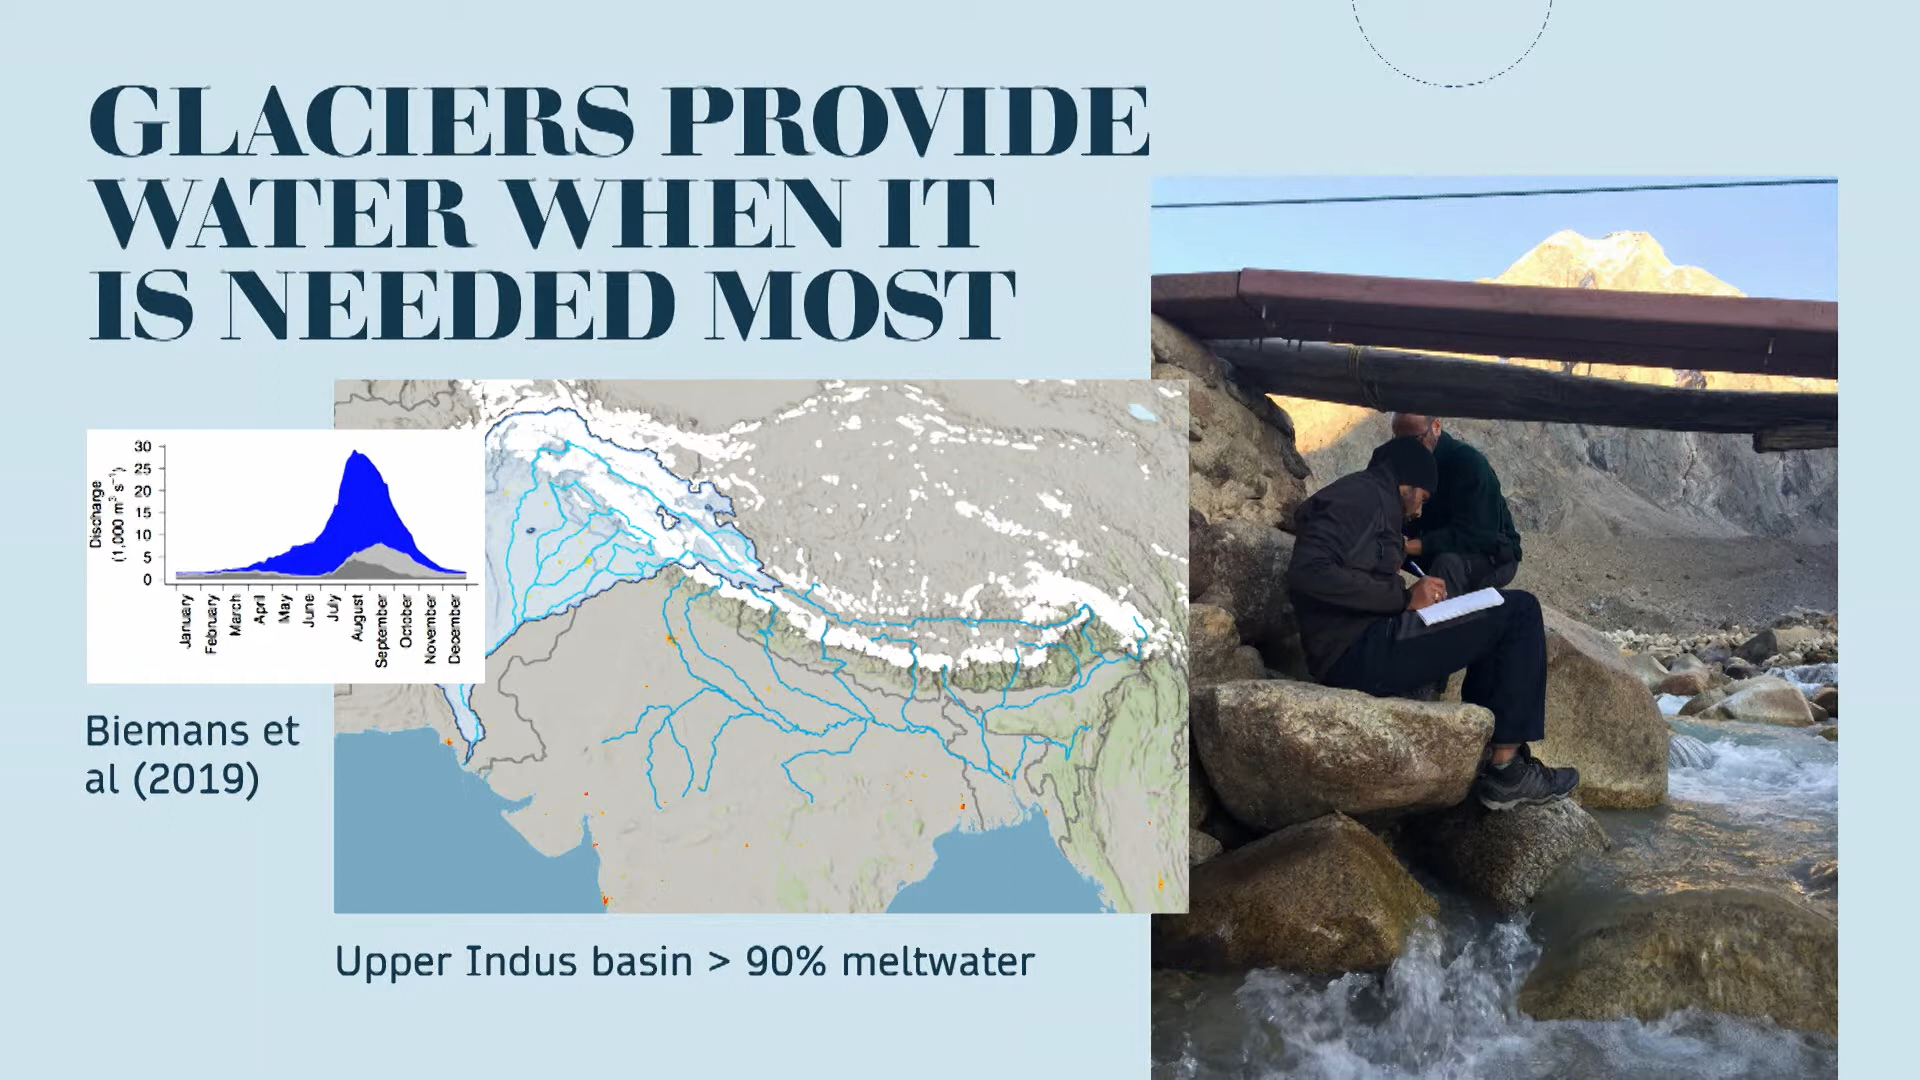 GLACIERS PROVIDE
WATER WHEN IT
IS NEEDED MOST
30
25
20
15
10
5
0
Discharge
(1,000 m³ s⁻¹)
January
February
March
April
May
June
July
August
September
October
November
December
Biemans et
al (2019)
Upper Indus basin > 90% meltwater